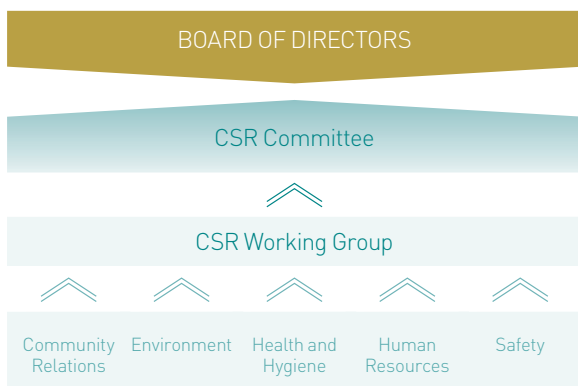 BOARD OF DIRECTORS
CSR Committee
CSR Working Group
Community
Relations
Environment
Health and
Hygiene
Human
Resources
Safety